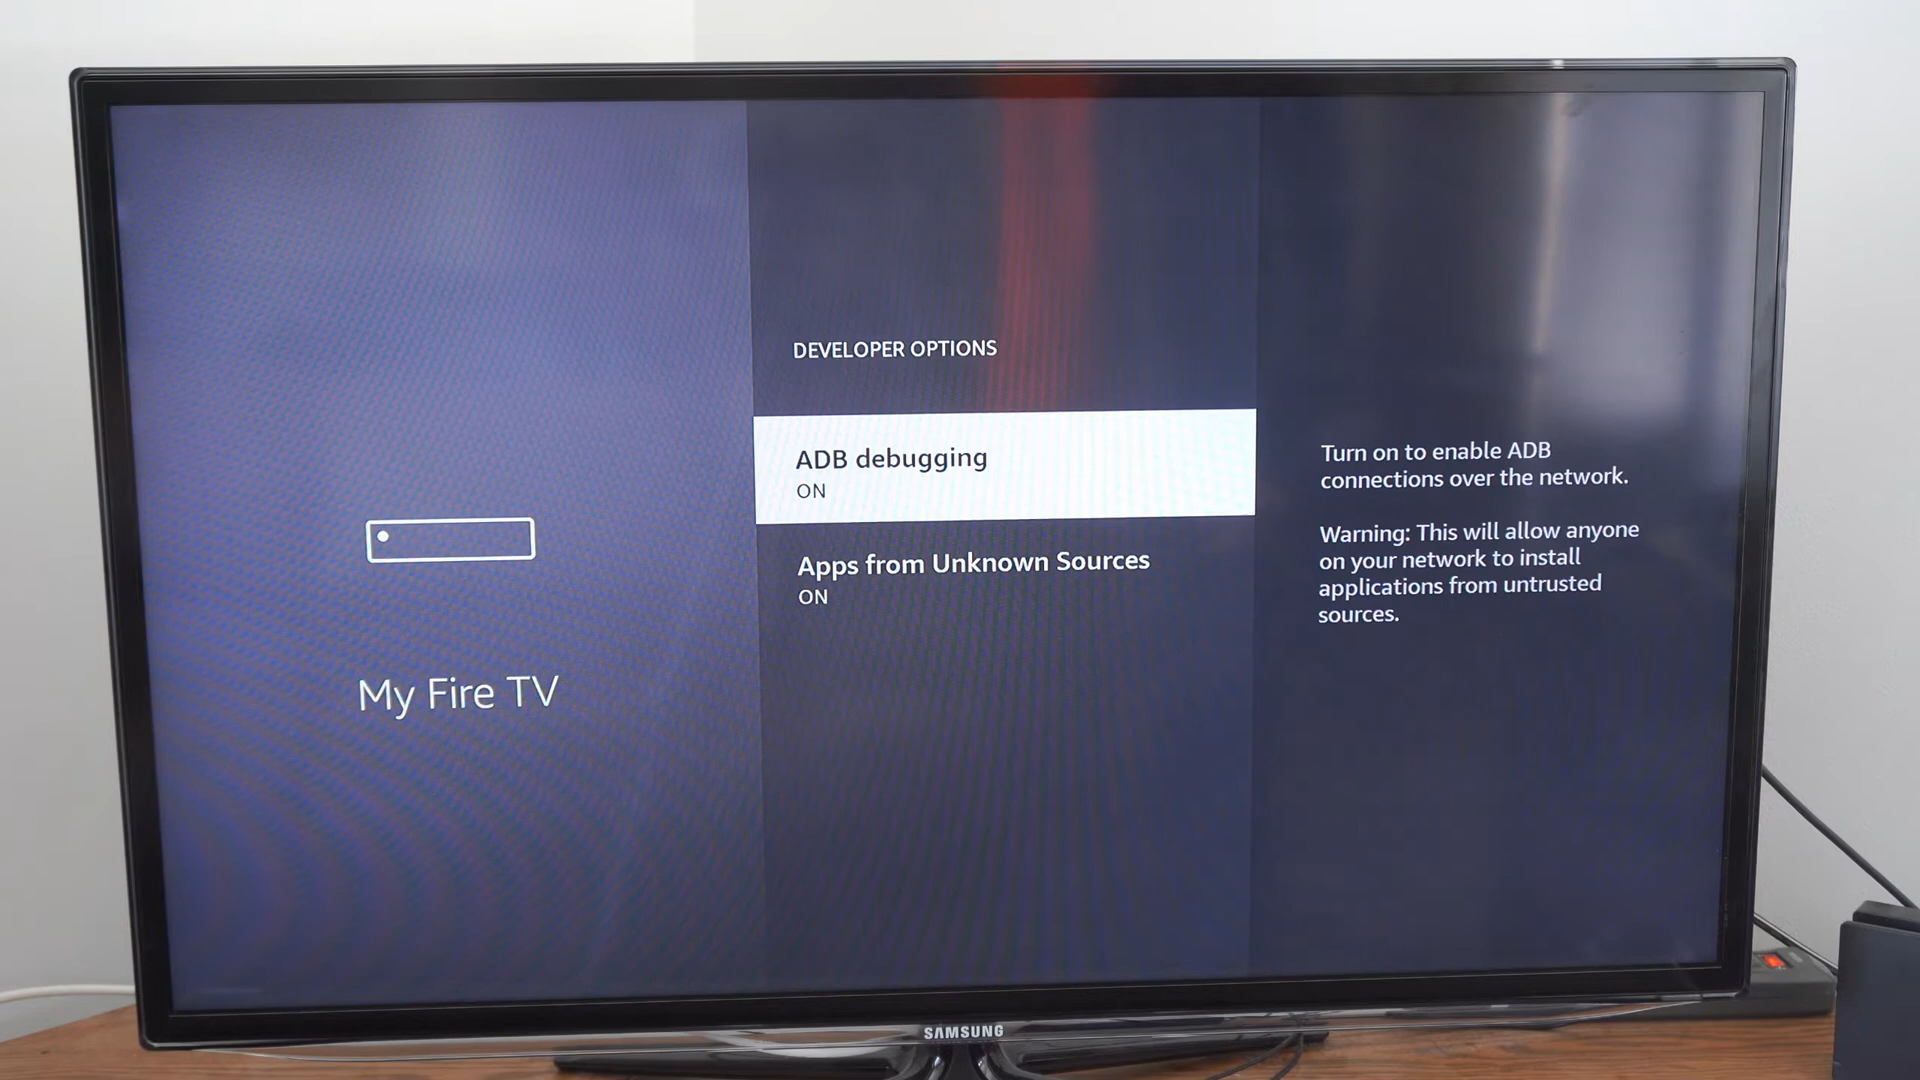 DEVELOPER OPTIONS
ADB debugging
ON
Apps from Unknown Sources
ON
My Fire TV
Turn on to enable ADB
connections over the network.
Warning: This will allow anyone
on your network to install
applications from untrusted
sources.
SAMSUNG